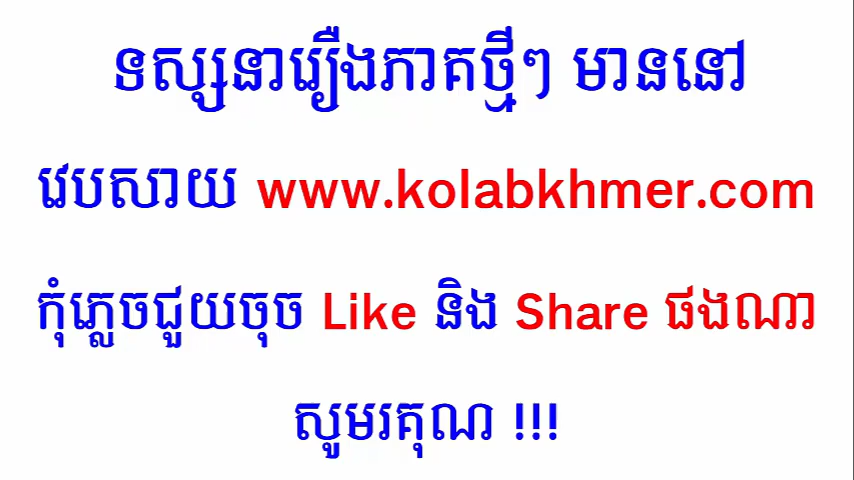 ទស្សនារឿងភាគថ្មីៗ មាននៅ
វេបសាយ www.kolabkhmer.com
កុំភ្លេចជួយចុច Like និង Share ផងណា
សូមរគុណ !!!